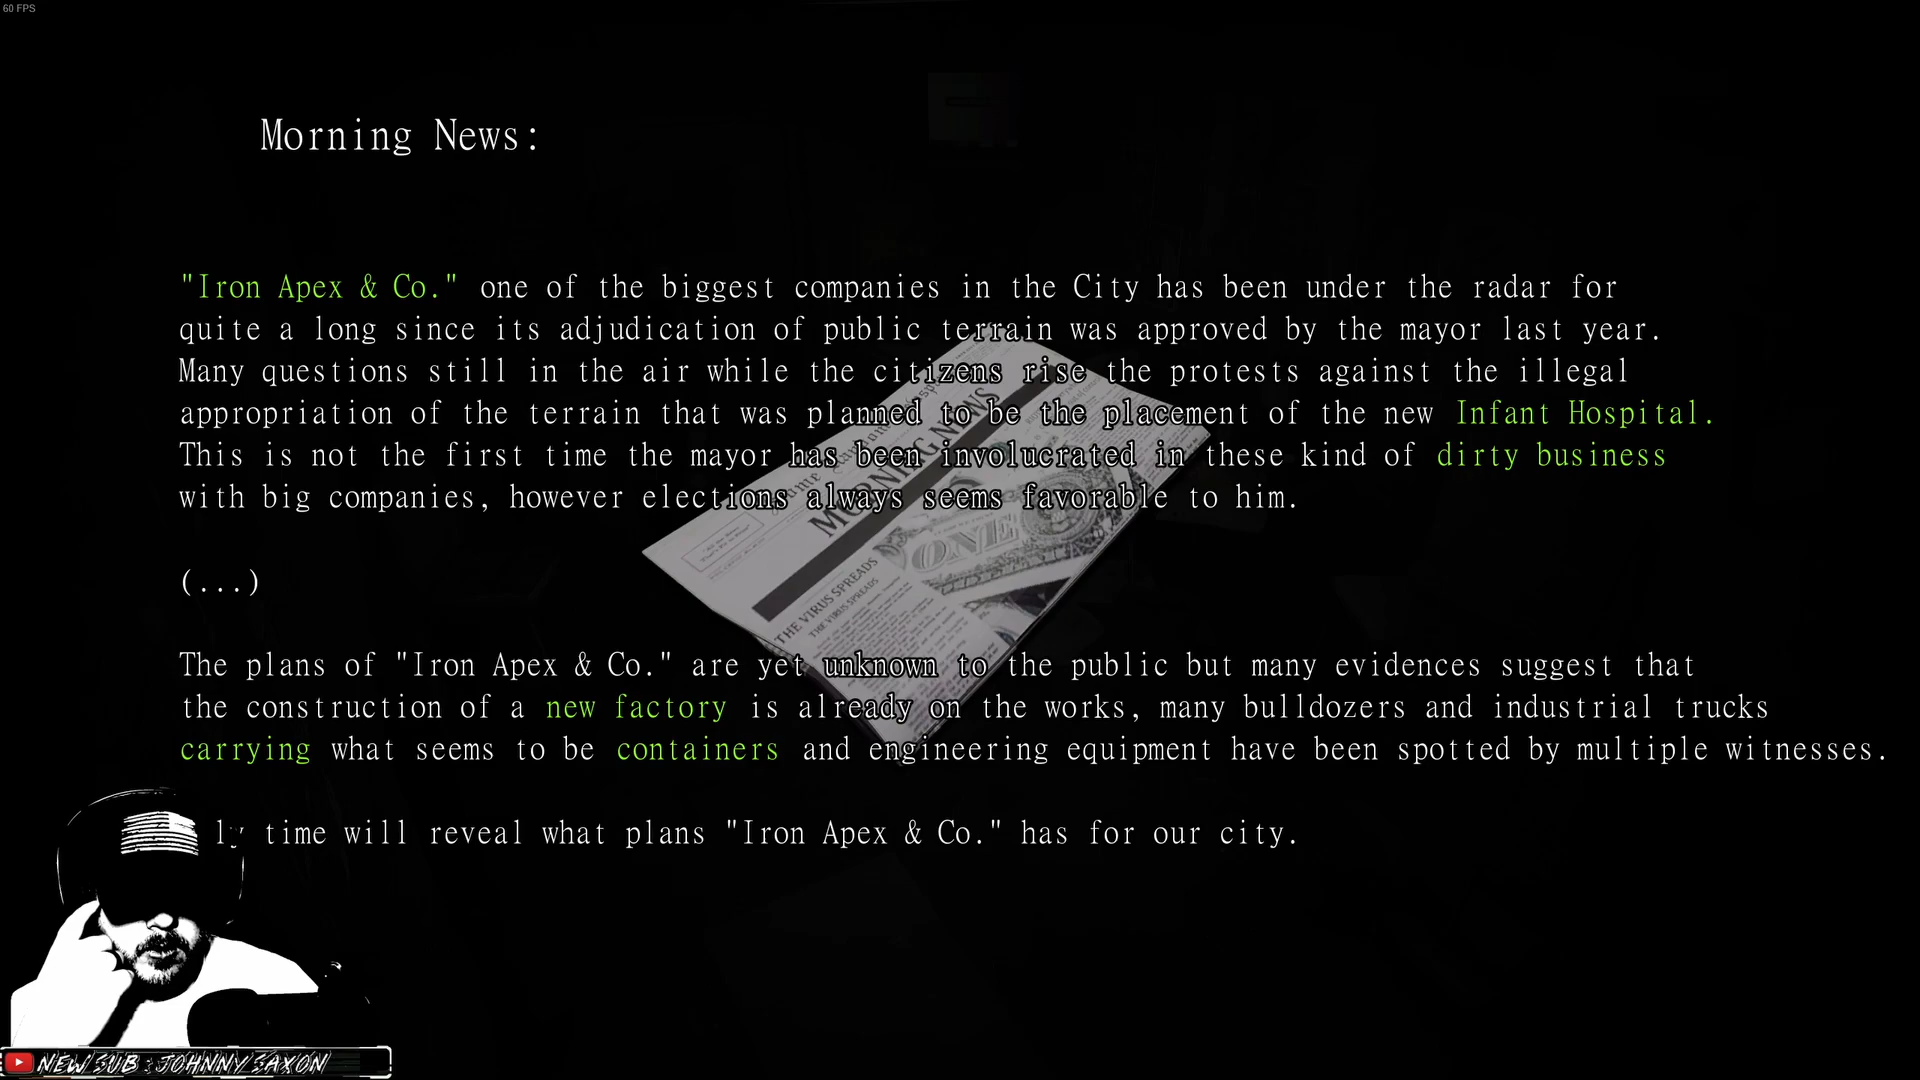 60 FPS
Morning News:
"Iron Apex & Co." one of the biggest companies in the City has been under the radar for
quite a long since its adjudication of public terrain was approved by the mayor last year.
Many questions still in the air while the citizens rise the protests against the illegal
appropriation of the terrain that was planned to be the placement of the new Infant Hospital.
This is not the first time the mayor has been involucrated in these kind of dirty business
with big companies, however elections always seems favorable to him.
(...)
The plans of "Iron Apex & Co." are yet unknown to the public but many evidences suggest that
the construction of a new factory is already on the works, many bulldozers and industrial trucks
carrying what seems to be containers and engineering equipment have been spotted by multiple witnesses.
ly time will reveal what plans "Iron Apex & Co." has for our city.
MORNING NEWS
ONE
THE VIRUS SPREADS
THE VIRUS SPREADS
NEW SUB : JOHNNY SAXON